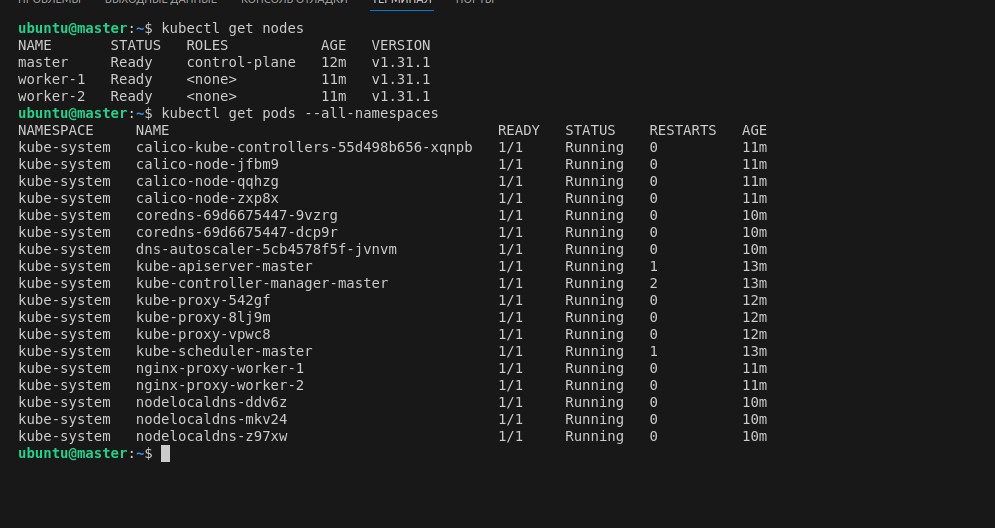 ПРОБЛЕМЫ ВЫХОДНЫЕ ДАННЫЕ КОНСОЛЬ ОТЛАДКИ ТЕРМИНАЛ ПОРТЫ
ubuntu@master:~$ kubectl get nodes
NAME STATUS ROLES AGE VERSION
master Ready control-plane 12m v1.31.1
worker-1 Ready <none> 11m v1.31.1
worker-2 Ready <none> 11m v1.31.1
ubuntu@master:~$ kubectl get pods --all-namespaces
NAMESPACE NAME READY STATUS RESTARTS AGE
kube-system calico-kube-controllers-55d498b656-xqnpb 1/1 Running 0 11m
kube-system calico-node-jfbm9 1/1 Running 0 11m
kube-system calico-node-qqhzg 1/1 Running 0 11m
kube-system calico-node-zxp8x 1/1 Running 0 11m
kube-system coredns-69d6675447-9vzrg 1/1 Running 0 10m
kube-system coredns-69d6675447-dcp9r 1/1 Running 0 10m
kube-system dns-autoscaler-5cb4578f5f-jvnvm 1/1 Running 0 10m
kube-system kube-apiserver-master 1/1 Running 1 13m
kube-system kube-controller-manager-master 1/1 Running 2 13m
kube-system kube-proxy-542gf 1/1 Running 0 12m
kube-system kube-proxy-8lj9m 1/1 Running 0 12m
kube-system kube-proxy-vpwc8 1/1 Running 0 12m
kube-system kube-scheduler-master 1/1 Running 1 13m
kube-system nginx-proxy-worker-1 1/1 Running 0 11m
kube-system nginx-proxy-worker-2 1/1 Running 0 11m
kube-system nodelocaldns-ddv6z 1/1 Running 0 10m
kube-system nodelocaldns-mkv24 1/1 Running 0 10m
kube-system nodelocaldns-z97xw 1/1 Running 0 10m
ubuntu@master:~$